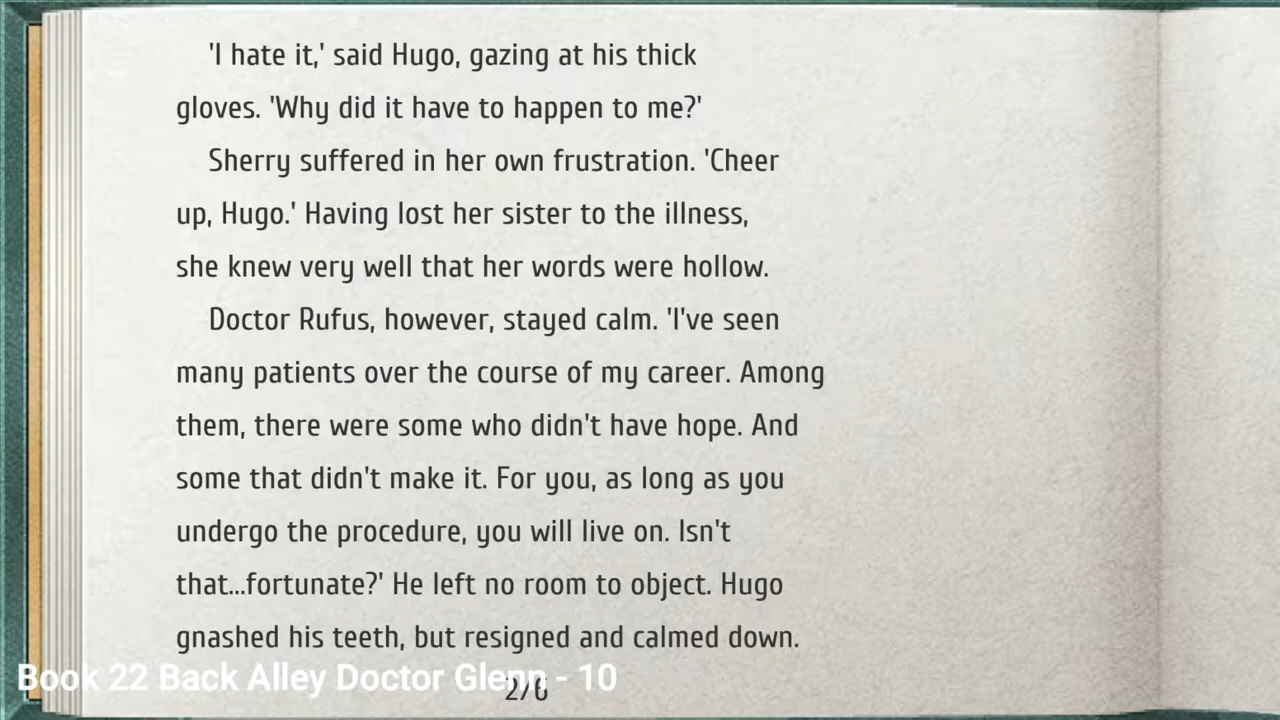 'I hate it,' said Hugo, gazing at his thick
gloves. 'Why did it have to happen to me?'
Sherry suffered in her own frustration. 'Cheer
up, Hugo.' Having lost her sister to the illness,
she knew very well that her words were hollow.
Doctor Rufus, however, stayed calm. 'I've seen
many patients over the course of my career. Among
them, there were some who didn't have hope. And
some that didn't make it. For you, as long as you
undergo the procedure, you will live on. Isn't
that...fortunate?' He left no room to object. Hugo
gnashed his teeth, but resigned and calmed down.
Book 22 Back Alley Doctor Glenn - 10
2/6